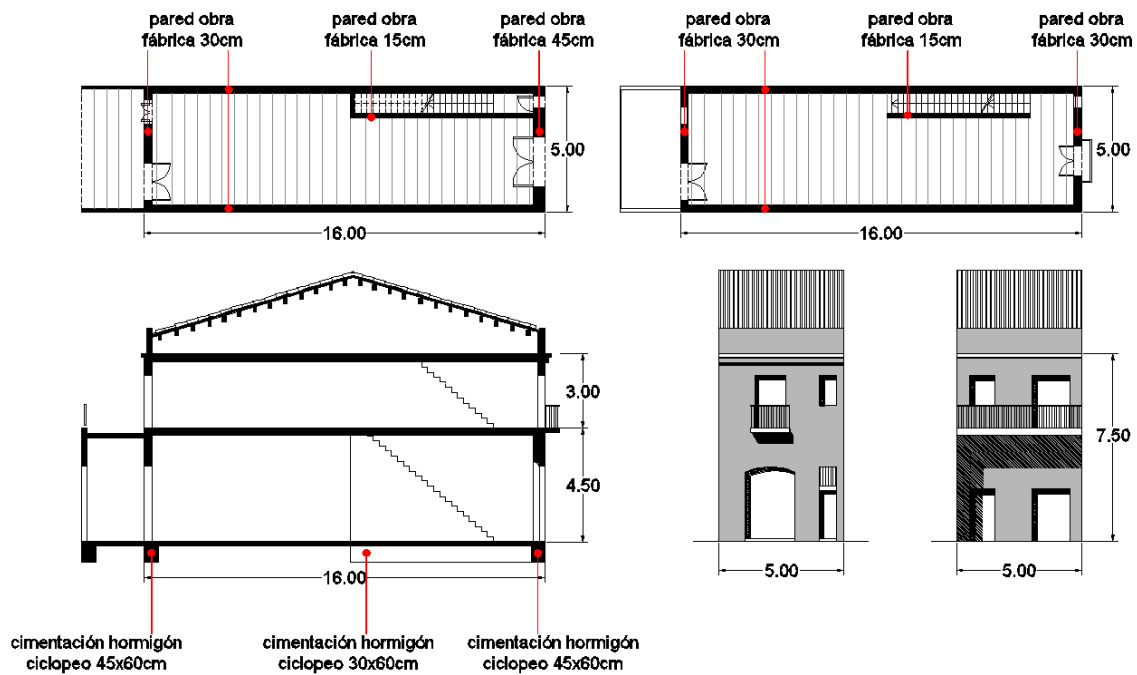 pared obra
fábrica 30cm
pared obra
fábrica 15cm
pared obra
fábrica 45cm
pared obra
fábrica 30cm
pared obra
fábrica 15cm
pared obra
fábrica 30cm
5.00
5.00
16.00
16.00
3.00
4.50
7.50
16.00
5.00
5.00
cimentación hormigón
ciclopeo 45x60cm
cimentación hormigón
ciclopeo 30x60cm
cimentación hormigón
ciclopeo 45x60cm